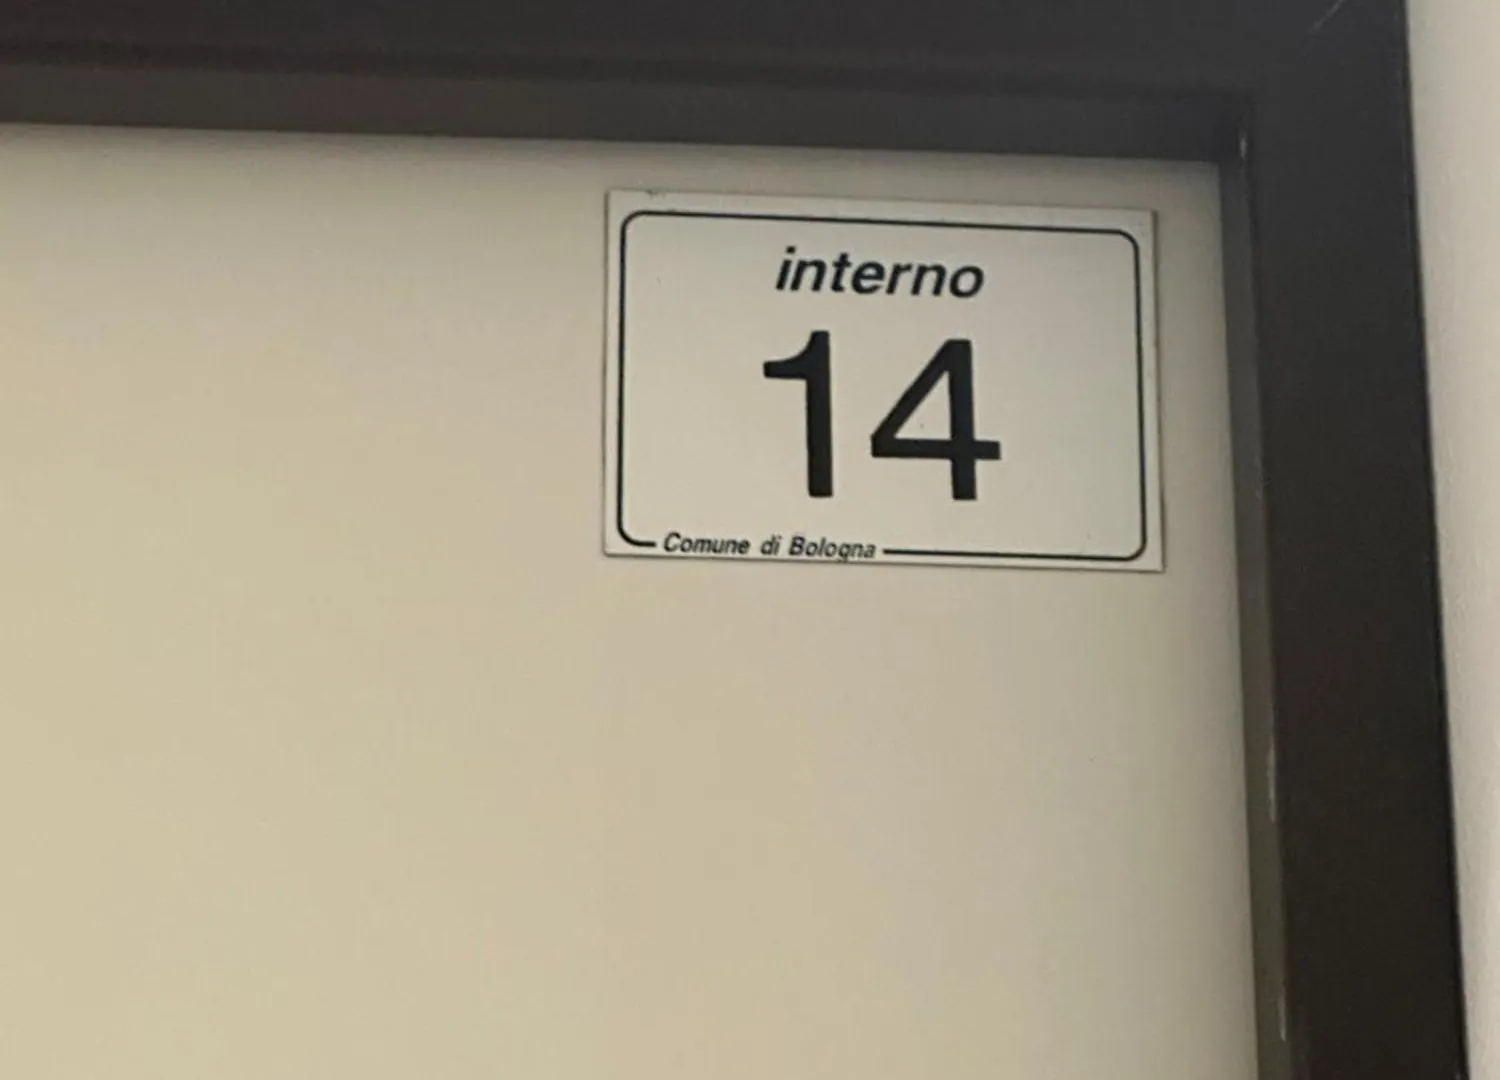 interno
14
Comune di Bologna